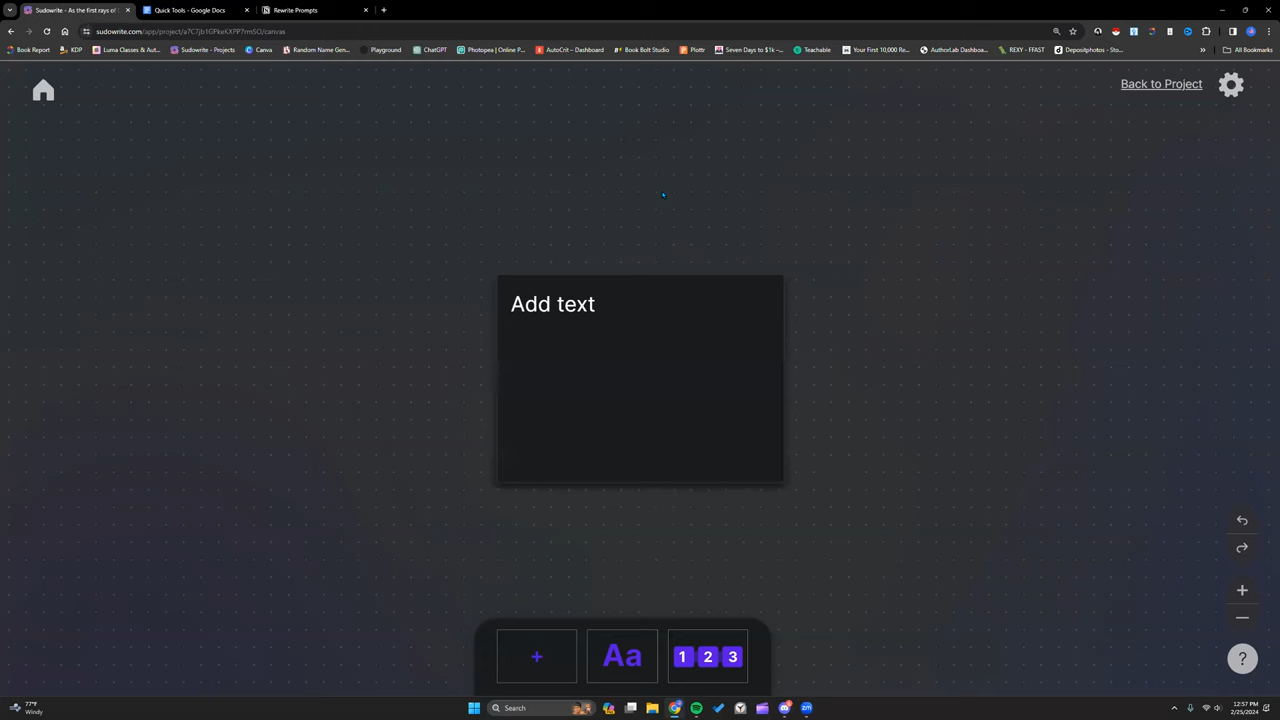 Sudowrite - As the first rays of
Quick Tools - Google Docs
Rewrite Prompts
sudowrite.com/app/project/a7C7jb1GPkeKXPP7rmSO/canvas
Book Report
KDP
Luma Classes & Aut...
Sudowrite - Projects
Canva
Random Name Gen...
Playground
ChatGPT
Photopea | Online P...
AutoCrit – Dashboard
! Book Bolt Studio
Plottr
Seven Days to $1k –...
Teachable
Your First 10,000 Re...
AuthorLab Dashboa...
REXY — FFAST
Depositphotos - Sto...
All Bookmarks
Back to Project
Add text
+
Aa
1 2 3
?
77°F
Windy
Search
12:57 PM
2/25/2024